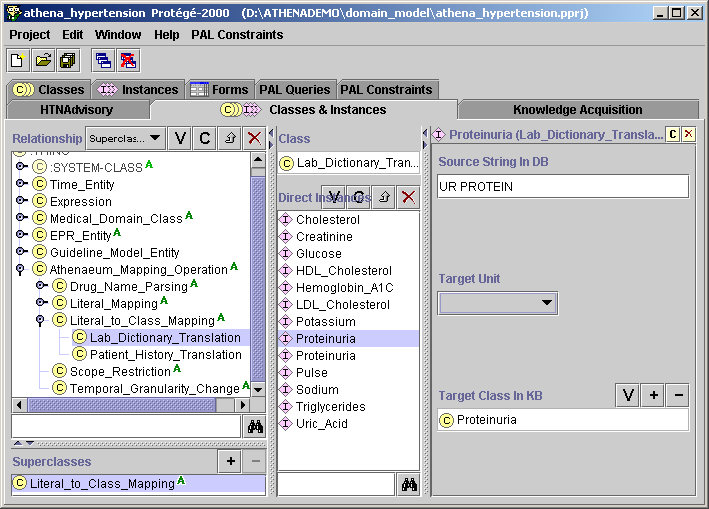 athena_hypertension Protégé-2000 (D:\ATHENADEMO\domain_model\athena_hypertension.pprj)
Project Edit Window Help PAL Constraints
C Classes I Instances Forms PAL Queries PAL Constraints
HTNAdvisory C I Classes & Instances Knowledge Acquisition
Relationship Superclas... V C
:THING
C :SYSTEM-CLASS A
C Time_Entity
C Expression
C Medical_Domain_Class A
C EPR_Entity A
C Guideline_Model_Entity
C Athenaeum_Mapping_Operation A
C Drug_Name_Parsing A
C Literal_Mapping A
C Literal_to_Class_Mapping A
C Lab_Dictionary_Translation
C Patient_History_Translation
C Scope_Restriction A
C Temporal_Granularity_Change A
Superclasses + −
C Literal_to_Class_Mapping A
Class
C Lab_Dictionary_Tran...
Direct Instances V C
I Cholesterol
I Creatinine
I Glucose
I HDL_Cholesterol
I Hemoglobin_A1C
I LDL_Cholesterol
I Potassium
I Proteinuria
I Proteinuria
I Pulse
I Sodium
I Triglycerides
I Uric_Acid
I Proteinuria (Lab_Dictionary_Transla... C x
Source String In DB
UR PROTEIN
Target Unit
Target Class In KB V + −
C Proteinuria